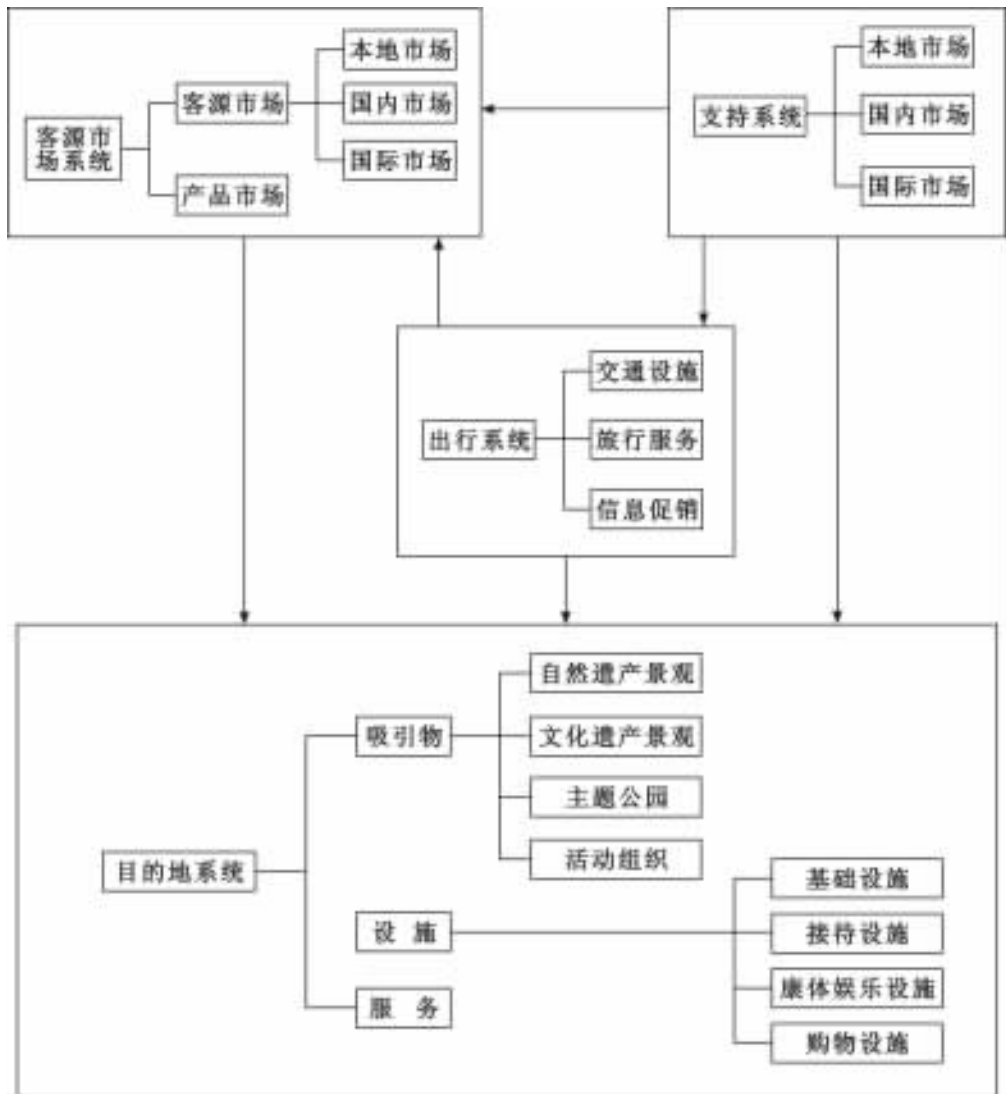 客源市
场系统
客源市场
产品市场
本地市场
国内市场
国际市场
支持系统
本地市场
国内市场
国际市场
出行系统
交通设施
旅行服务
信息促销
目的地系统
吸引物
自然遗产景观
文化遗产景观
主题公园
活动组织
设 施
基础设施
接待设施
康体娱乐设施
购物设施
服 务